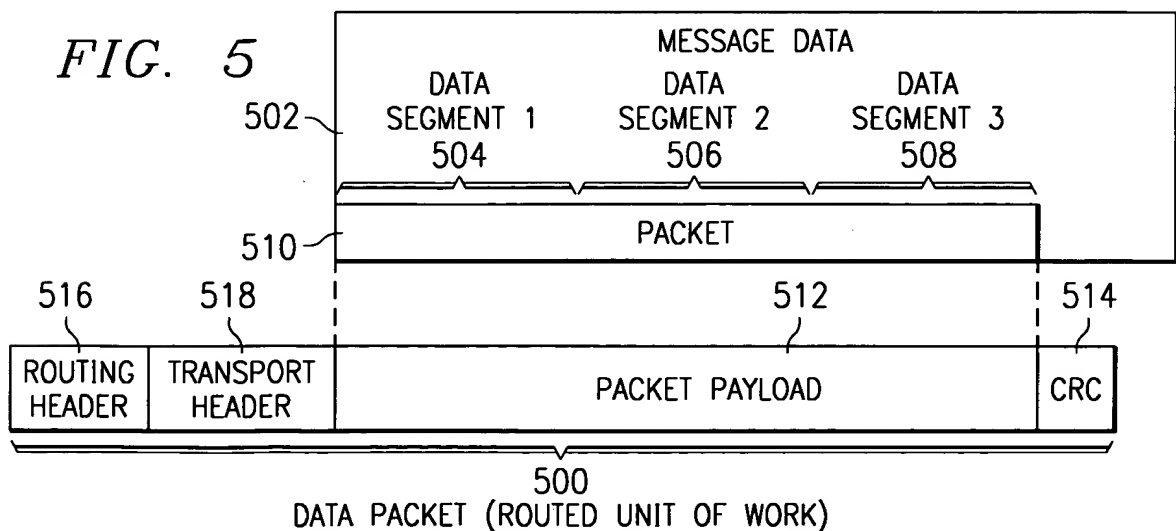 FIG. 5
MESSAGE DATA
502
DATA SEGMENT 1
504
DATA SEGMENT 2
506
DATA SEGMENT 3
508
510
PACKET
516
518
512
514
ROUTING HEADER
TRANSPORT HEADER
PACKET PAYLOAD
CRC
500
DATA PACKET (ROUTED UNIT OF WORK)